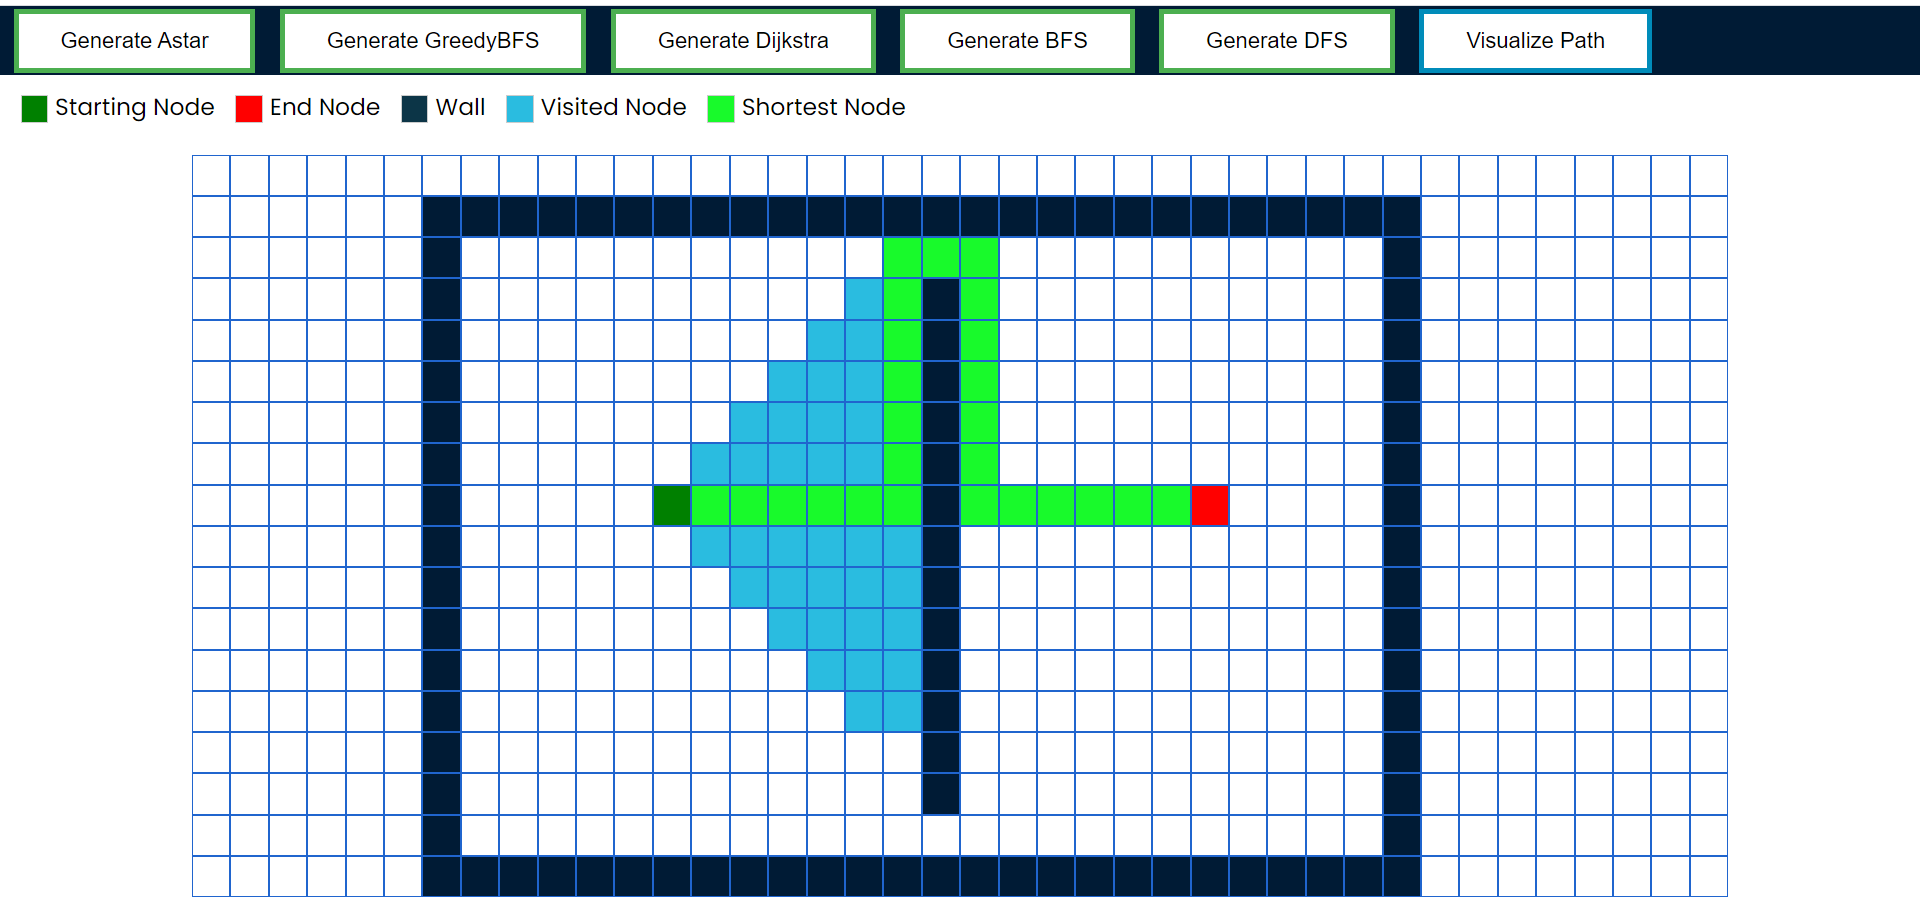 Generate Astar Generate GreedyBFS Generate Dijkstra Generate BFS Generate DFS Visualize Path
Starting Node End Node Wall Visited Node Shortest Node